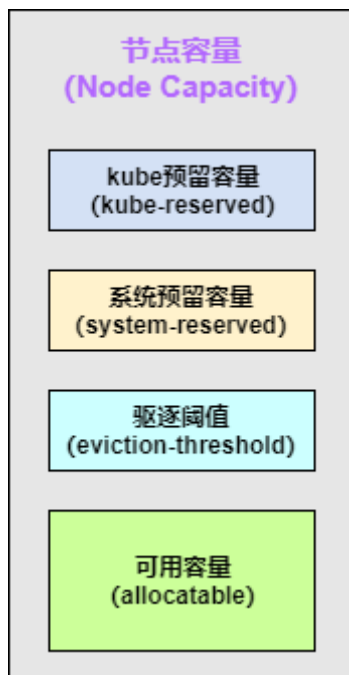 节点容量
(Node Capacity)
kube预留容量
(kube-reserved)
系统预留容量
(system-reserved)
驱逐阈值
(eviction-threshold)
可用容量
(allocatable)